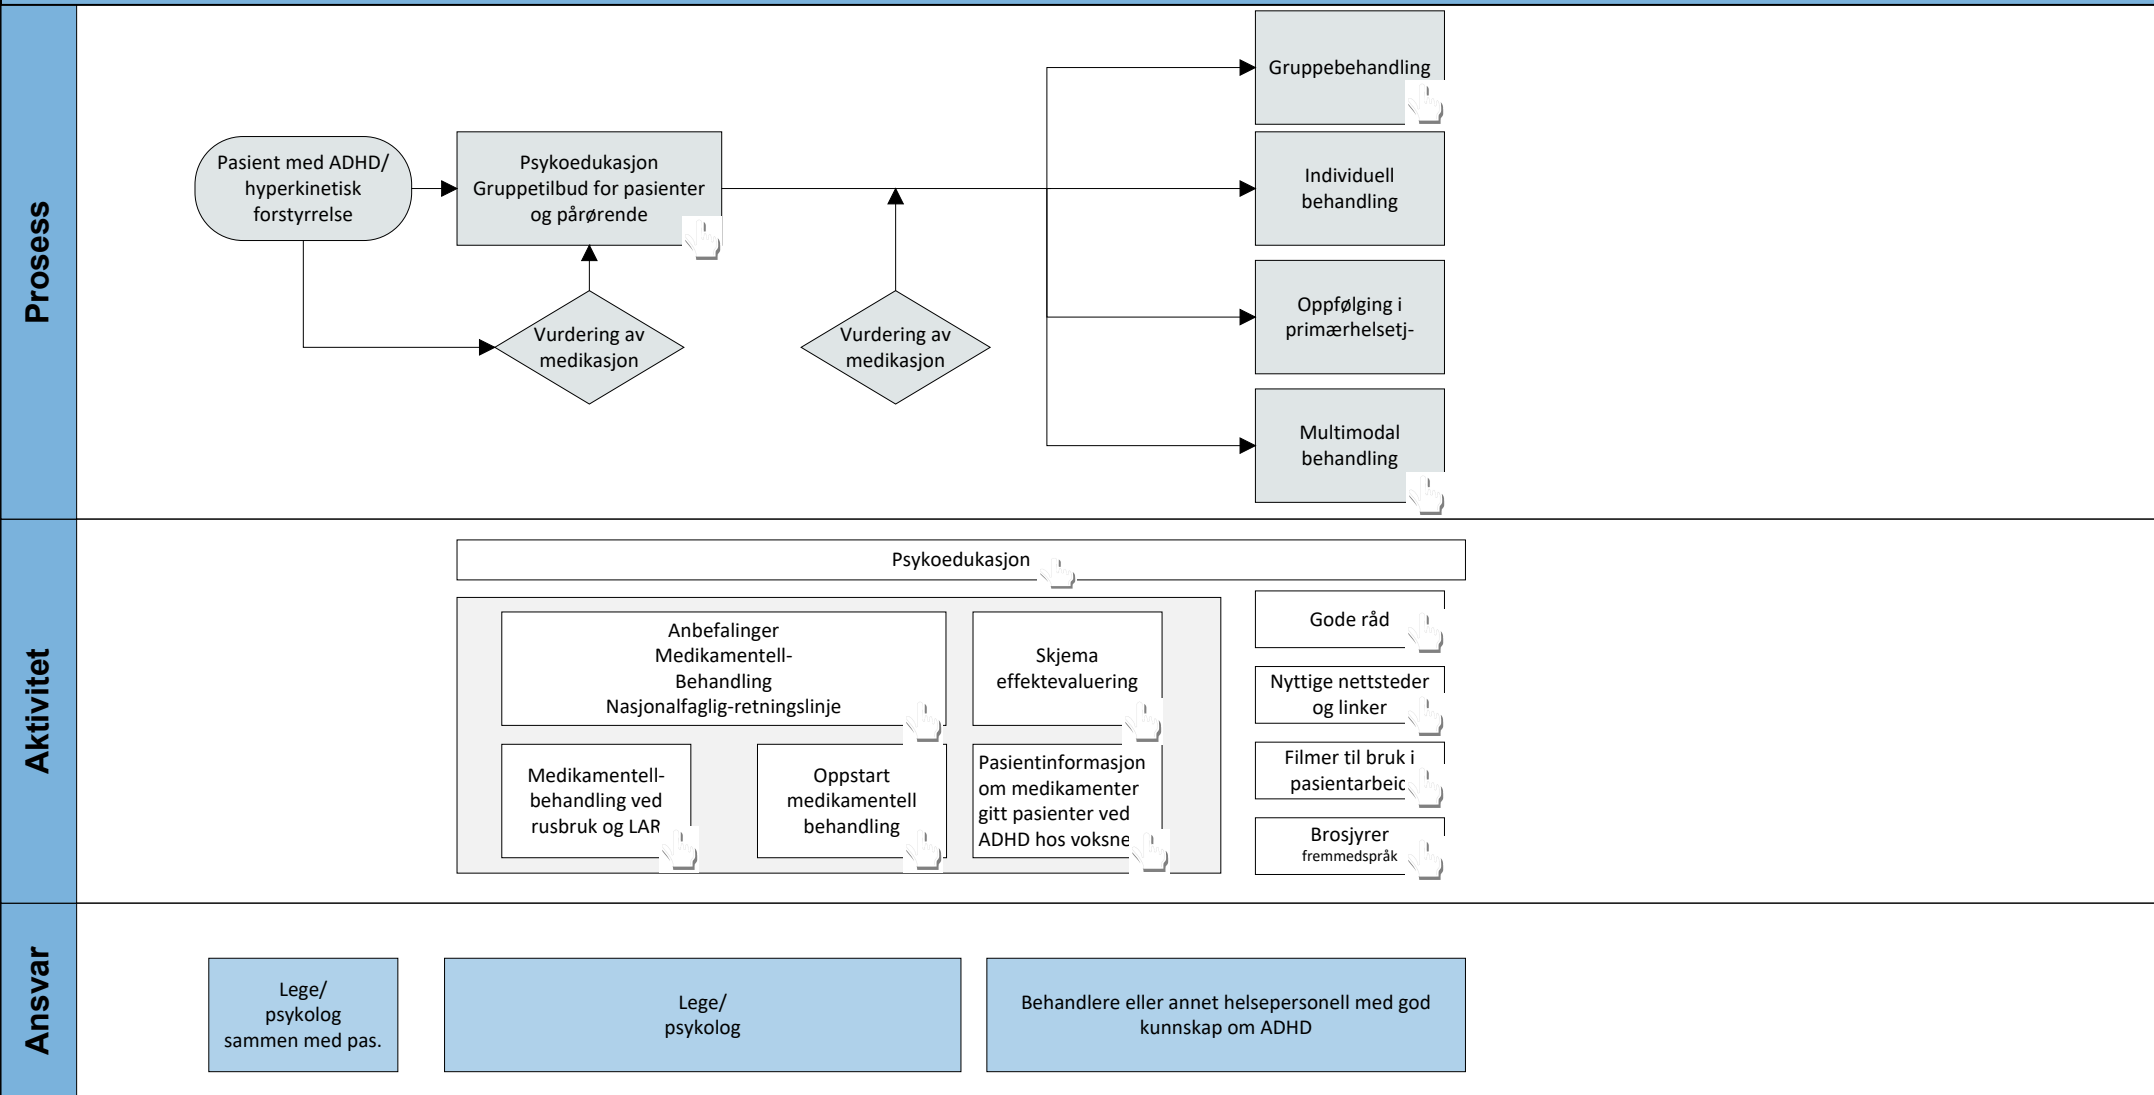 Prosess
Pasient med ADHD/
hyperkinetisk
forstyrrelse
Psykoedukasjon
Gruppetilbud for pasienter
og pårørende
Vurdering av
medikasjon
Vurdering av
medikasjon
Gruppebehandling
Individuell
behandling
Oppfølging i
primærhelsetj-
Multimodal
behandling
Aktivitet
Psykoedukasjon
Anbefalinger
Medikamentell-
Behandling
Nasjonalfaglig-retningslinje
Skjema
effektevaluering
Medikamentell-
behandling ved
rusbruk og LAR
Oppstart
medikamentell
behandling
Pasientinformasjon
om medikamenter
gitt pasienter ved
ADHD hos voksne
Gode råd
Nyttige nettsteder
og linker
Filmer til bruk i
pasientarbeid
Brosjyrer
fremmedspråk
Ansvar
Lege/
psykolog
sammen med pas.
Lege/
psykolog
Behandlere eller annet helsepersonell med god
kunnskap om ADHD